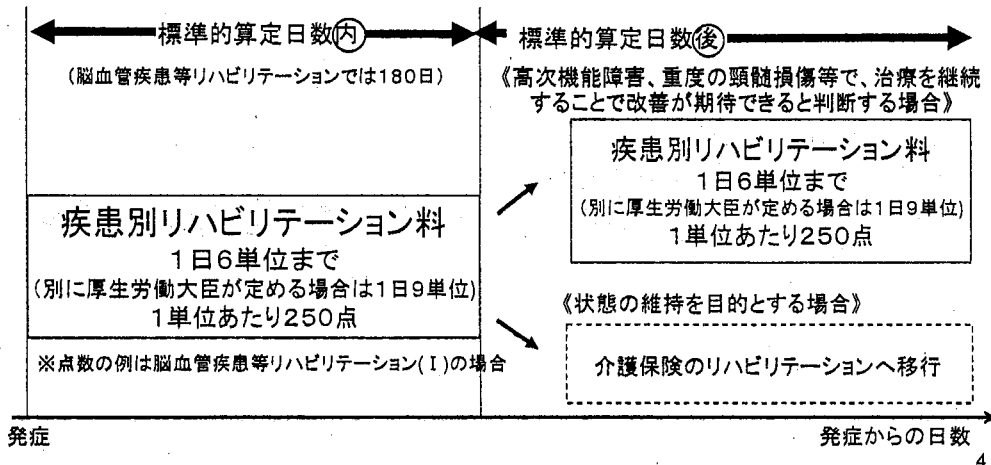 標準的算定日数内
(脳血管疾患等リハビリテーションでは180日)
疾患別リハビリテーション料
1日6単位まで
(別に厚生労働大臣が定める場合は1日9単位)
1単位あたり250点
※点数の例は脳血管疾患等リハビリテーション(Ⅰ)の場合
標準的算定日数後
《高次機能障害、重度の頸髄損傷等で、治療を継続
することで改善が期待できると判断する場合》
疾患別リハビリテーション料
1日6単位まで
(別に厚生労働大臣が定める場合は1日9単位)
1単位あたり250点
《状態の維持を目的とする場合》
介護保険のリハビリテーションへ移行
発症
発症からの日数
4